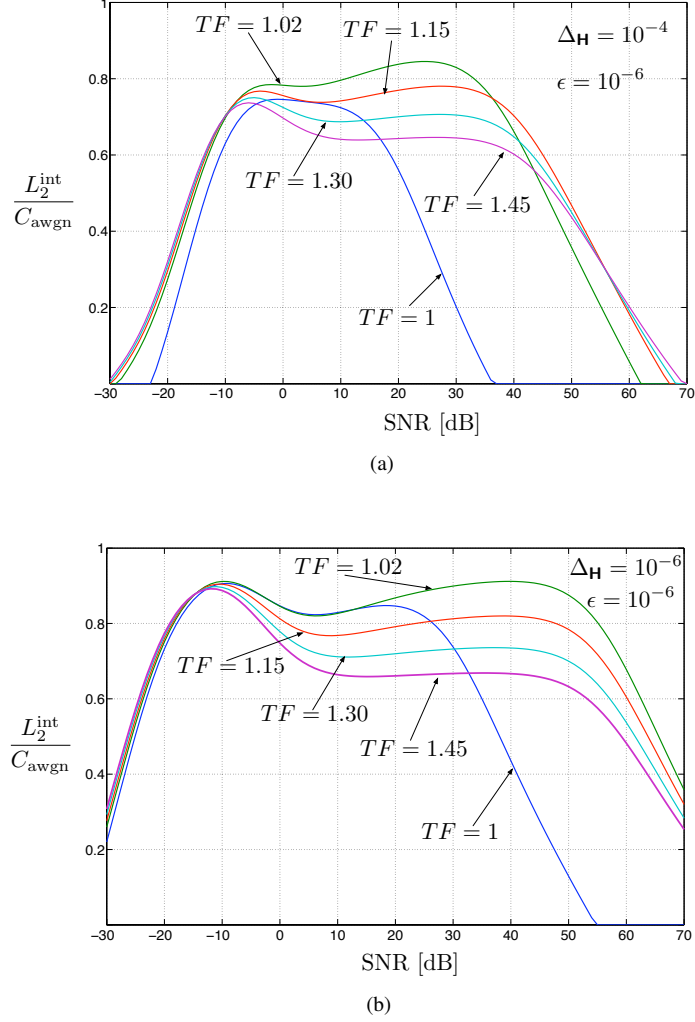 TF = 1.02
TF = 1.15
Δ_H = 10^{-4}
ϵ = 10^{-6}
1
0.8
0.6
0.4
0.2
L_2^{int} / C_{awgn}
TF = 1.30
TF = 1.45
TF = 1
−30 −20 −10 0 10 20 30 40 50 60 70
SNR [dB]
(a)
TF = 1.02
Δ_H = 10^{-6}
ϵ = 10^{-6}
1
0.8
0.6
0.4
0.2
L_2^{int} / C_{awgn}
TF = 1.15
TF = 1.30
TF = 1.45
TF = 1
−30 −20 −10 0 10 20 30 40 50 60 70
SNR [dB]
(b)